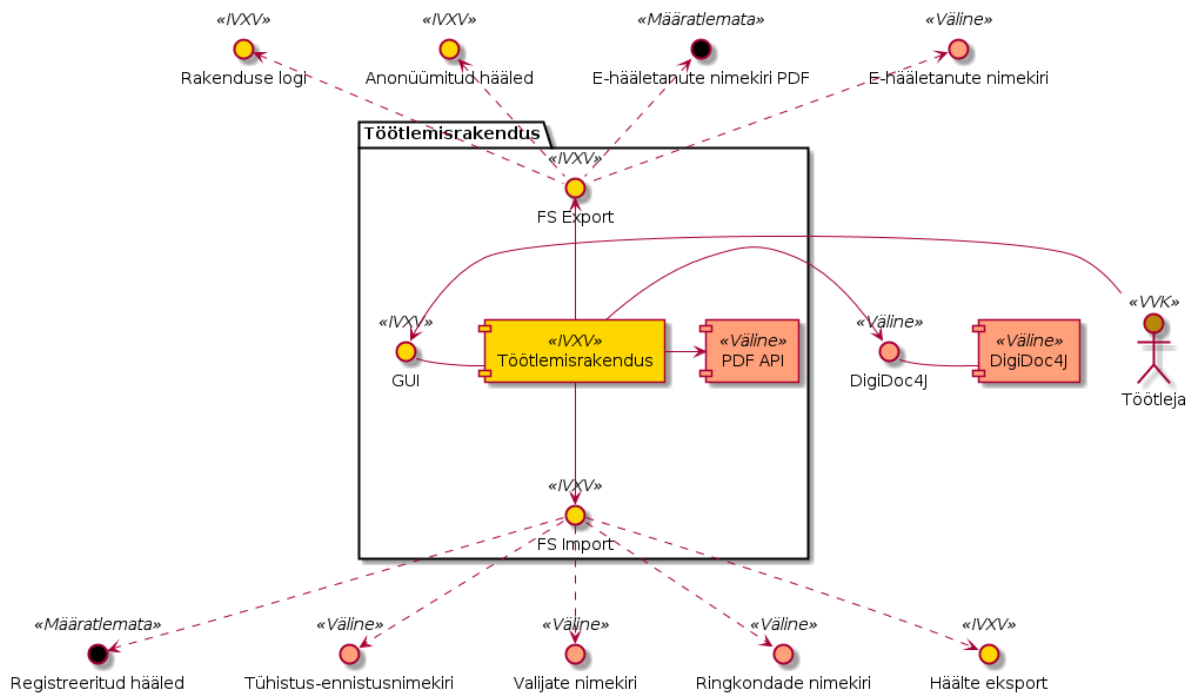 «IVXV»
«IVXV»
«Määratlemata»
«Väline»
Rakenduse logi
Anonüümitud hääled
E-hääletanute nimekiri PDF
E-hääletanute nimekiri
Töötlemisrakendus
«IVXV»
FS Export
«IVXV»
GUI
«IVXV»
Töötlemisrakendus
«Väline»
PDF API
«Väline»
DigiDoc4J
«Väline»
DigiDoc4J
«VVK»
Töötleja
«IVXV»
FS Import
«Määratlemata»
«Väline»
«Väline»
«Väline»
«IVXV»
Registreeritud hääled
Tühistus-ennistusnimekiri
Valijate nimekiri
Ringkondade nimekiri
Häälte eksport